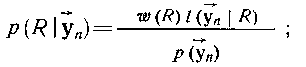 p (R | y⃗ₙ) = w (R) l (y⃗ₙ | R) / p (y⃗ₙ) ;